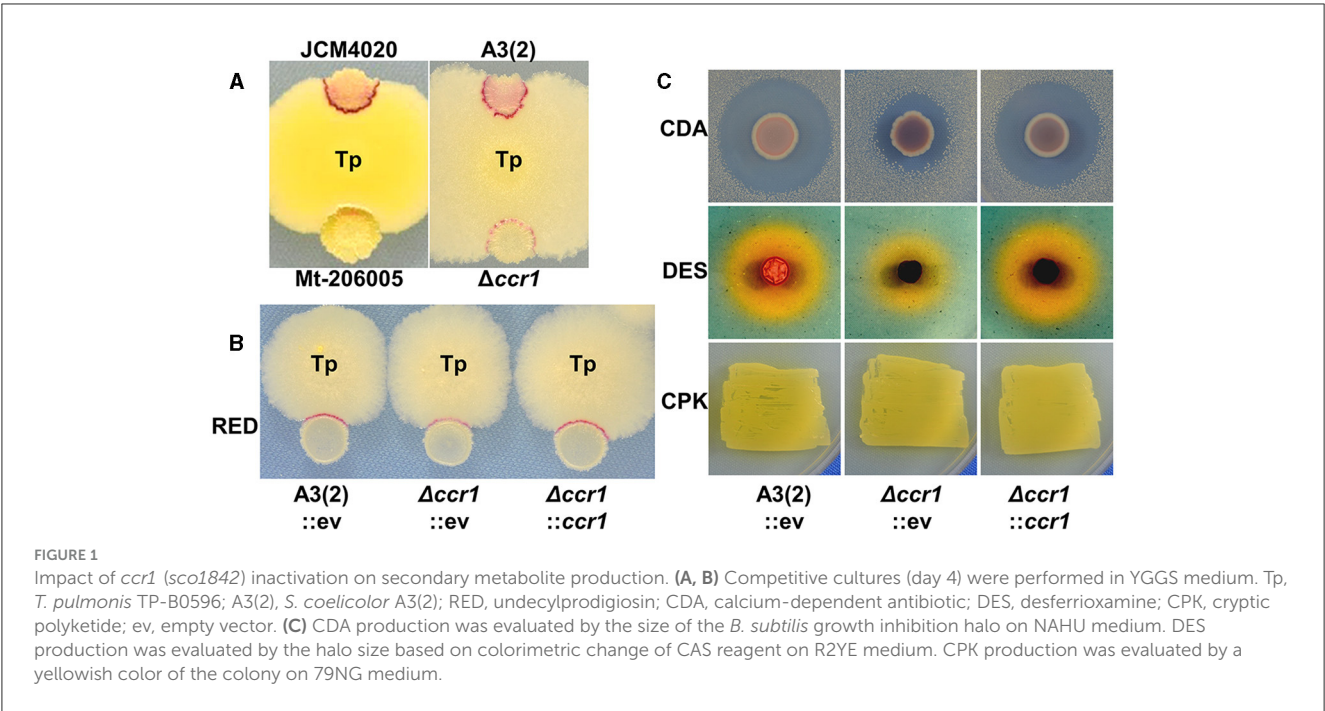 A
JCM4020
A3(2)
Tp
Tp
Mt-206005
Δccr1
B
Tp
Tp
Tp
RED
A3(2)
::ev
Δccr1
::ev
Δccr1
::ccr1
C
CDA
DES
CPK
A3(2)
::ev
Δccr1
::ev
Δccr1
::ccr1
FIGURE 1
Impact of ccr1 (sco1842) inactivation on secondary metabolite production. (A, B) Competitive cultures (day 4) were performed in YGGS medium. Tp,
T. pulmonis TP-B0596; A3(2), S. coelicolor A3(2); RED, undecylprodigiosin; CDA, calcium-dependent antibiotic; DES, desferrioxamine; CPK, cryptic
polyketide; ev, empty vector. (C) CDA production was evaluated by the size of the B. subtilis growth inhibition halo on NAHU medium. DES
production was evaluated by the halo size based on colorimetric change of CAS reagent on R2YE medium. CPK production was evaluated by a
yellowish color of the colony on 79NG medium.